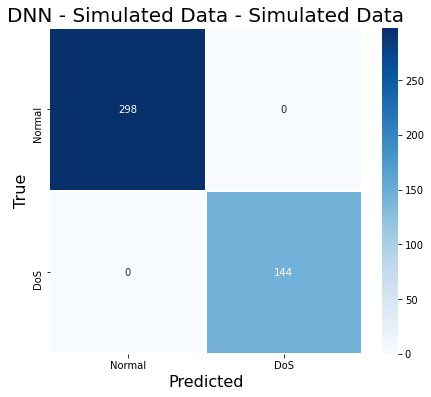 DNN - Simulated Data - Simulated Data
True
Normal
298
0
DoS
0
144
Normal
DoS
Predicted
250
200
150
100
50
0